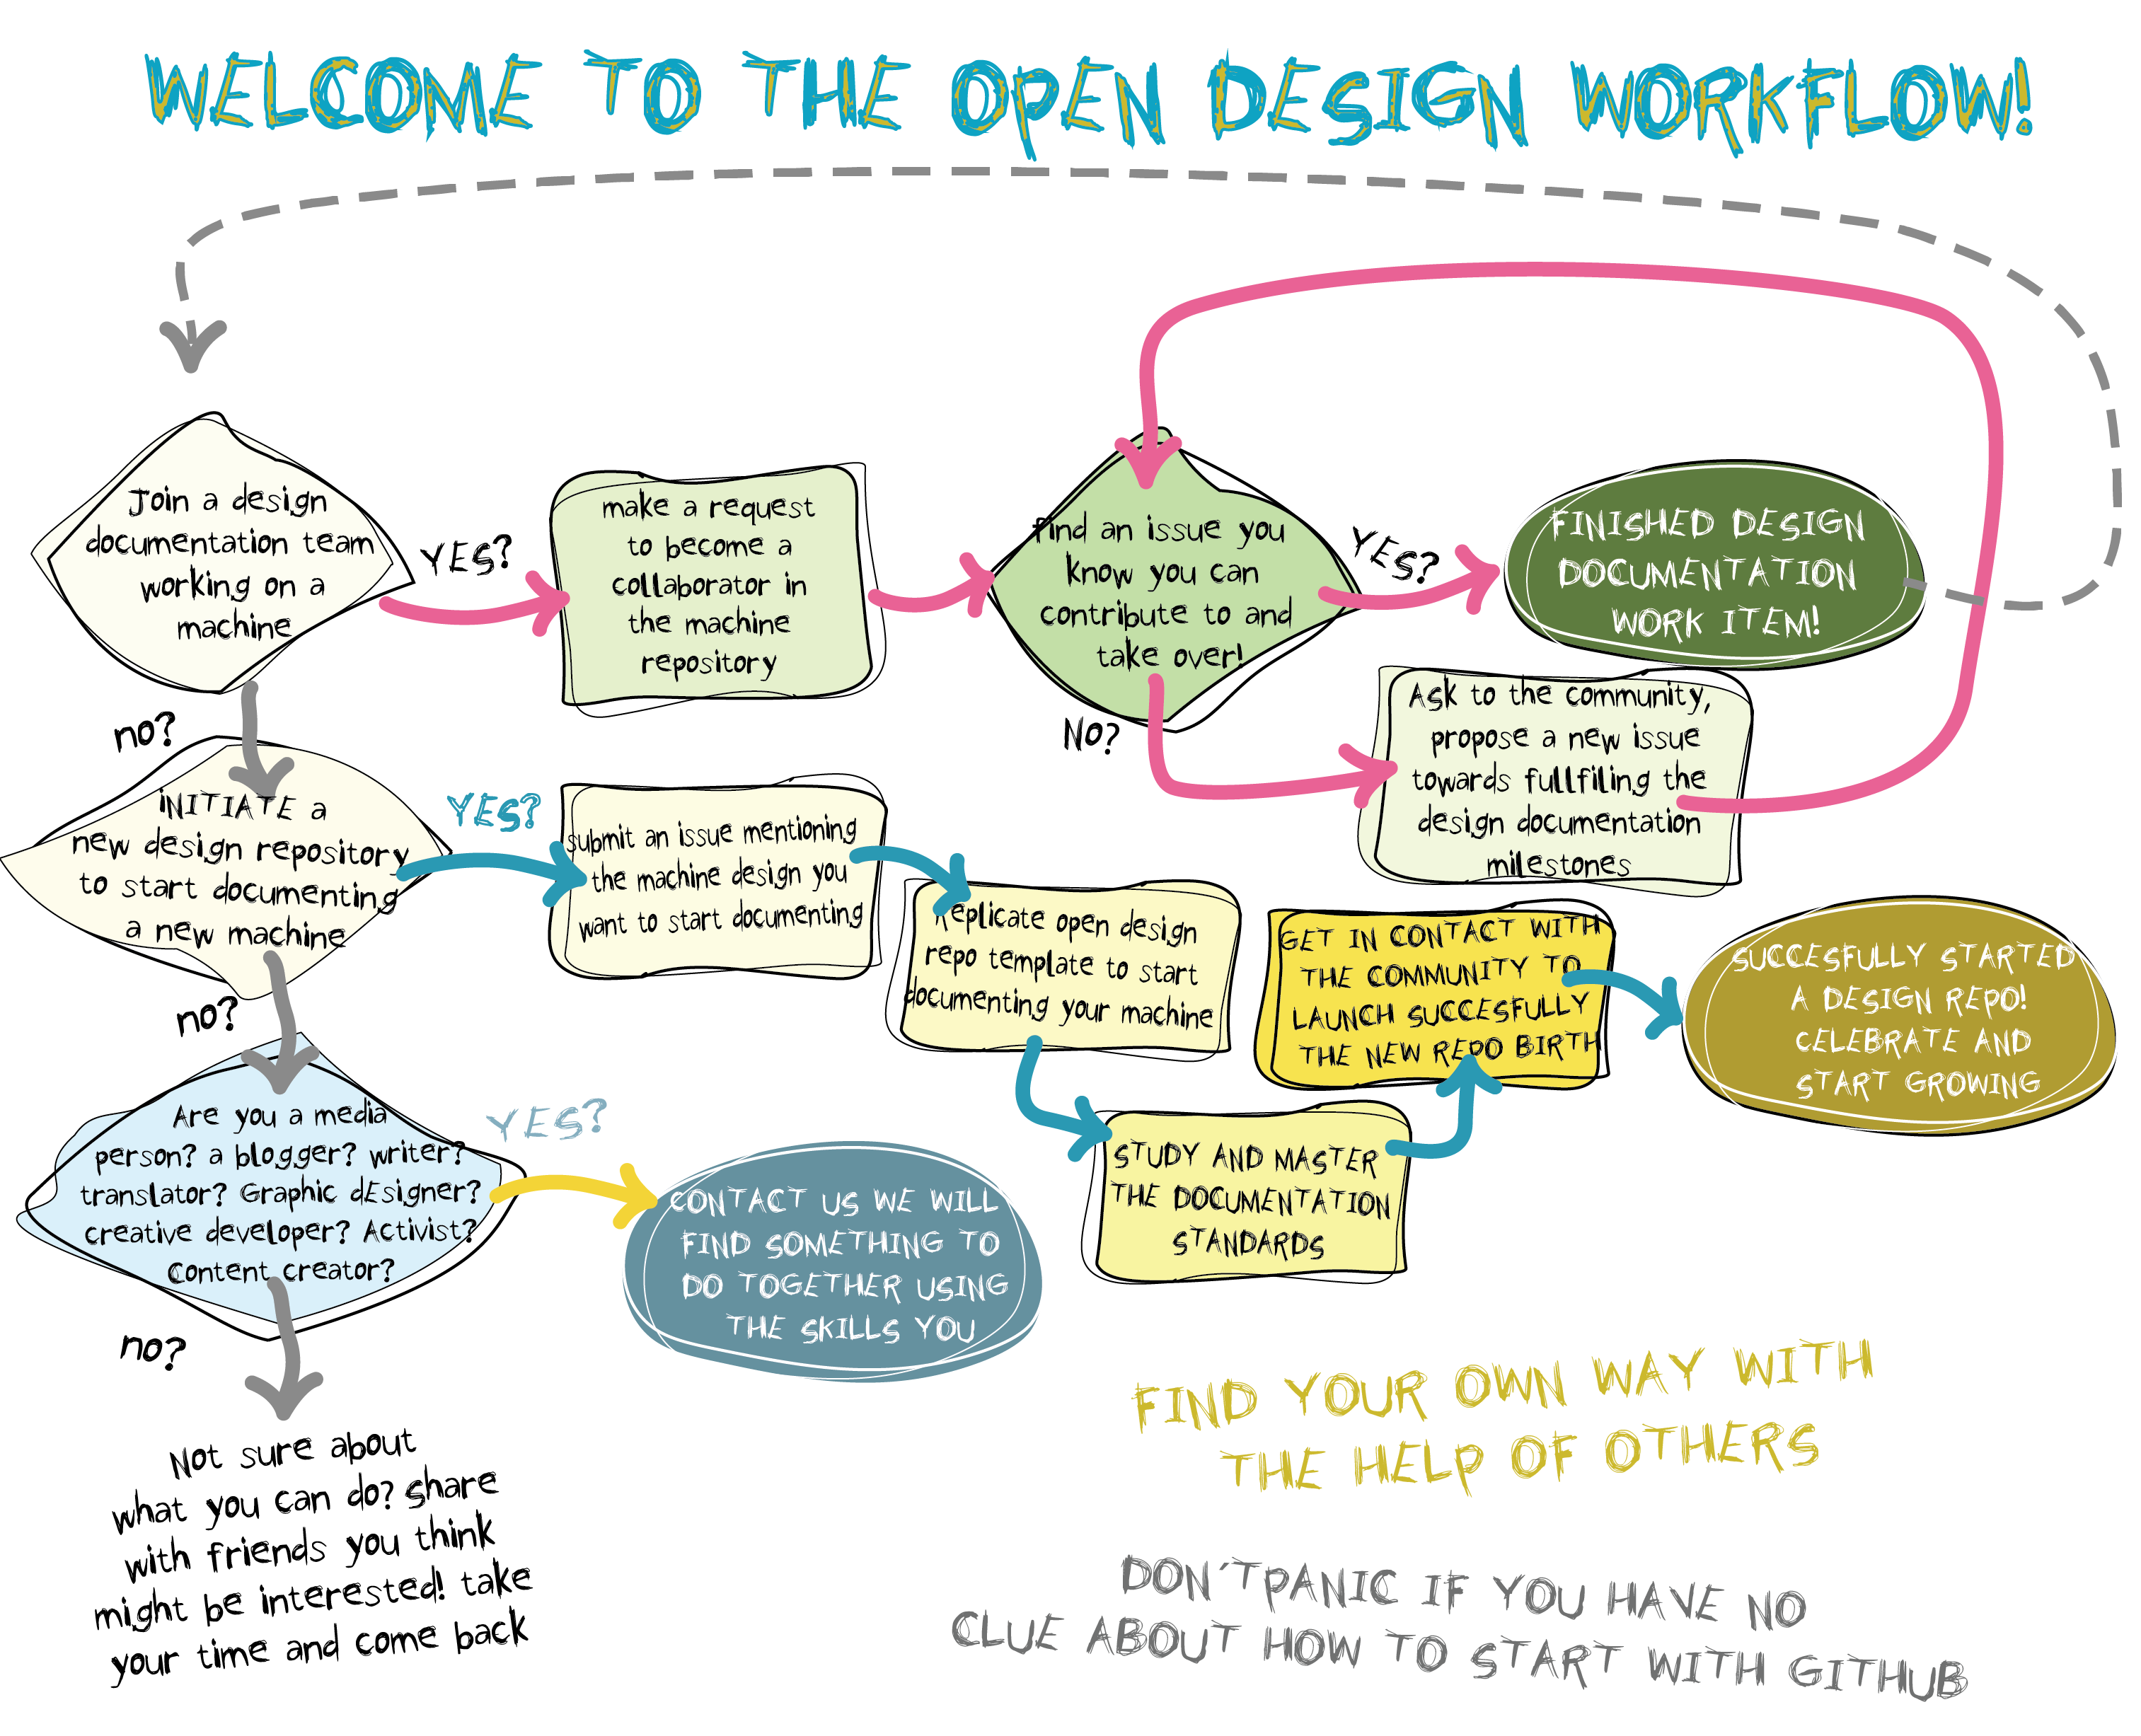 WELCOME TO THE OPEN DESIGN WORKFLOW!
Join a design
documentation team
working on a
machine
YES?
make a request
to become a
collaborator in
the machine
repository
find an issue you
know you can
contribute to and
take over!
YES?
FINISHED DESIGN
DOCUMENTATION
WORK ITEM!
No?
Ask to the community,
propose a new issue
towards fullfiling the
design documentation
milestones
no?
iNITIATE a
new design repository
to start documenting
a new machine
YES?
submit an issue mentioning
the machine design you
want to start documenting
Replicate open design
repo template to start
documenting your machine
STUDY AND MASTER
THE DOCUMENTATION
STANDARDS
GET IN CONTACT WITH
THE COMMUNITY TO
LAUNCH SUCCESFULLY
THE NEW REPO BIRTH
SUCCESFULLY STARTED
A DESIGN REPO!
CELEBRATE AND
START GROWING
no?
Are you a media
person? a blogger? writer?
translator? Graphic dEsigner?
creative developer? Activist?
Content creator?
YES?
CONTACT US WE WILL
FIND SOMETHING TO
DO TOGETHER USING
THE SKILLS YOU
no?
Not sure about
what you can do? share
with friends you think
might be interested! take
your time and come back
FIND YOUR OWN WAY WITH
THE HELP OF OTHERS
DON´TPANIC IF YOU HAVE NO
CLUE ABOUT HOW TO START WITH GITHUB